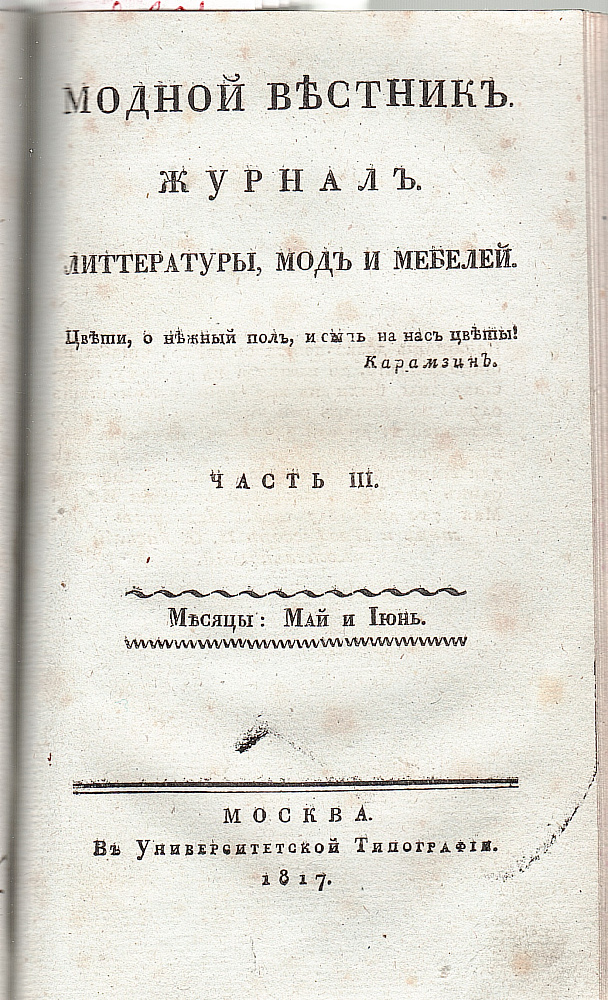 МОДНОЙ ВѢСТНИКЪ.
ЖУРНАЛЪ.
ЛИТТЕРАТУРЫ, МОДЪ И МЕБЕЛЕЙ.
Цвѣти, о нѣжный полъ, и сыпь на насъ цвѣты!
Карамзинъ.
ЧАСТЬ III.
Мѣсяцы: Май и Іюнь.
МОСКВА.
Въ Университетской Типографіи.
1817.